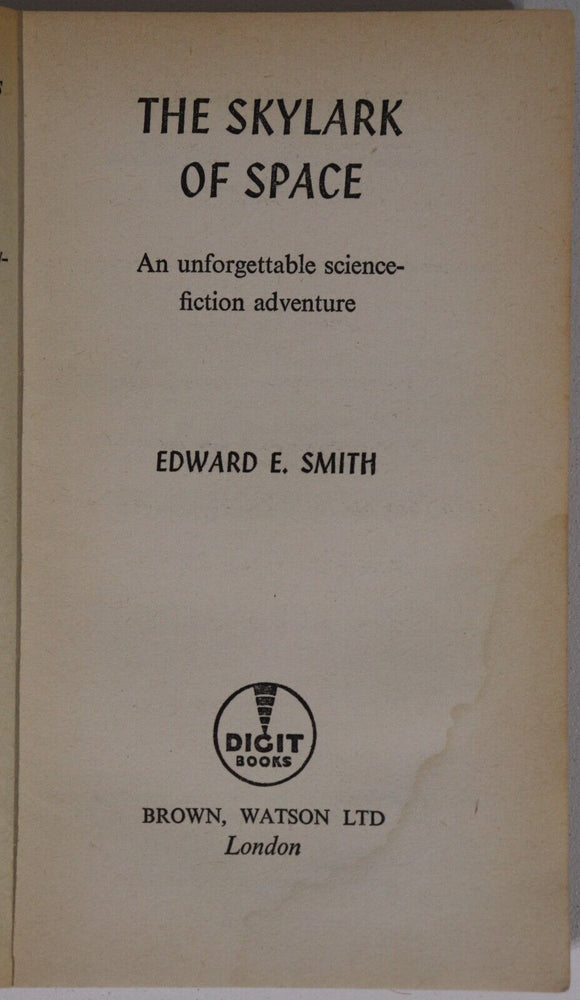 THE SKYLARK
OF SPACE
An unforgettable science-
fiction adventure
EDWARD E. SMITH
DIGIT
BOOKS
BROWN, WATSON LTD
London